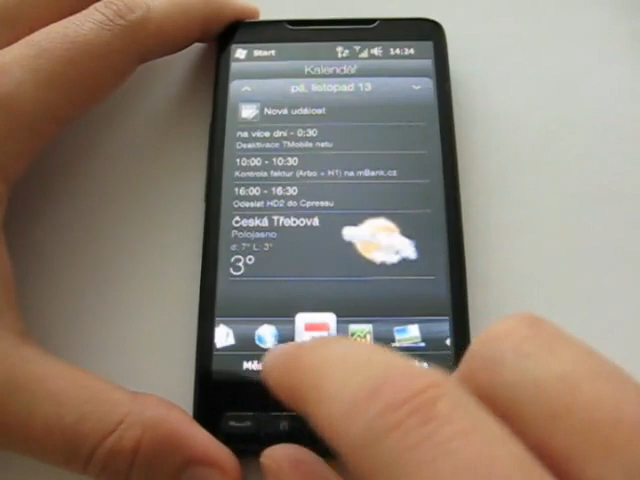 Start 14:24
Kalendář
pá, listopad 13
Nová událost
na více dní - 0:30
Deaktivace TMobile netu
10:00 - 10:30
Kontrola faktur (Arbo + H1) na mBank.cz
16:00 - 16:30
Odeslat HD2 do Cpressu
Česká Třebová
Polojasno
d: 7° L: 3°
3°